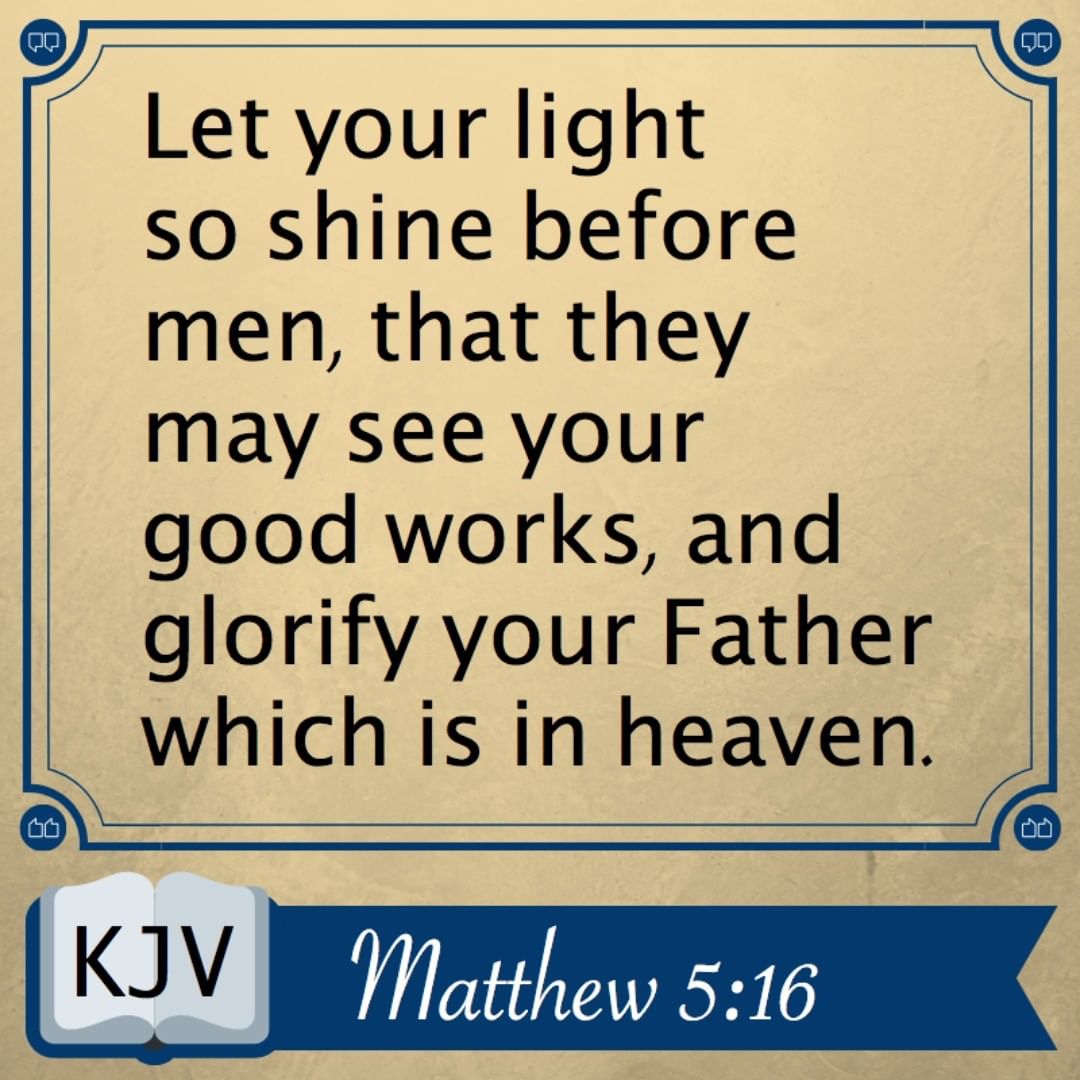 Let your light
so shine before
men, that they
may see your
good works, and
glorify your Father
which is in heaven.
KJV
Matthew 5:16